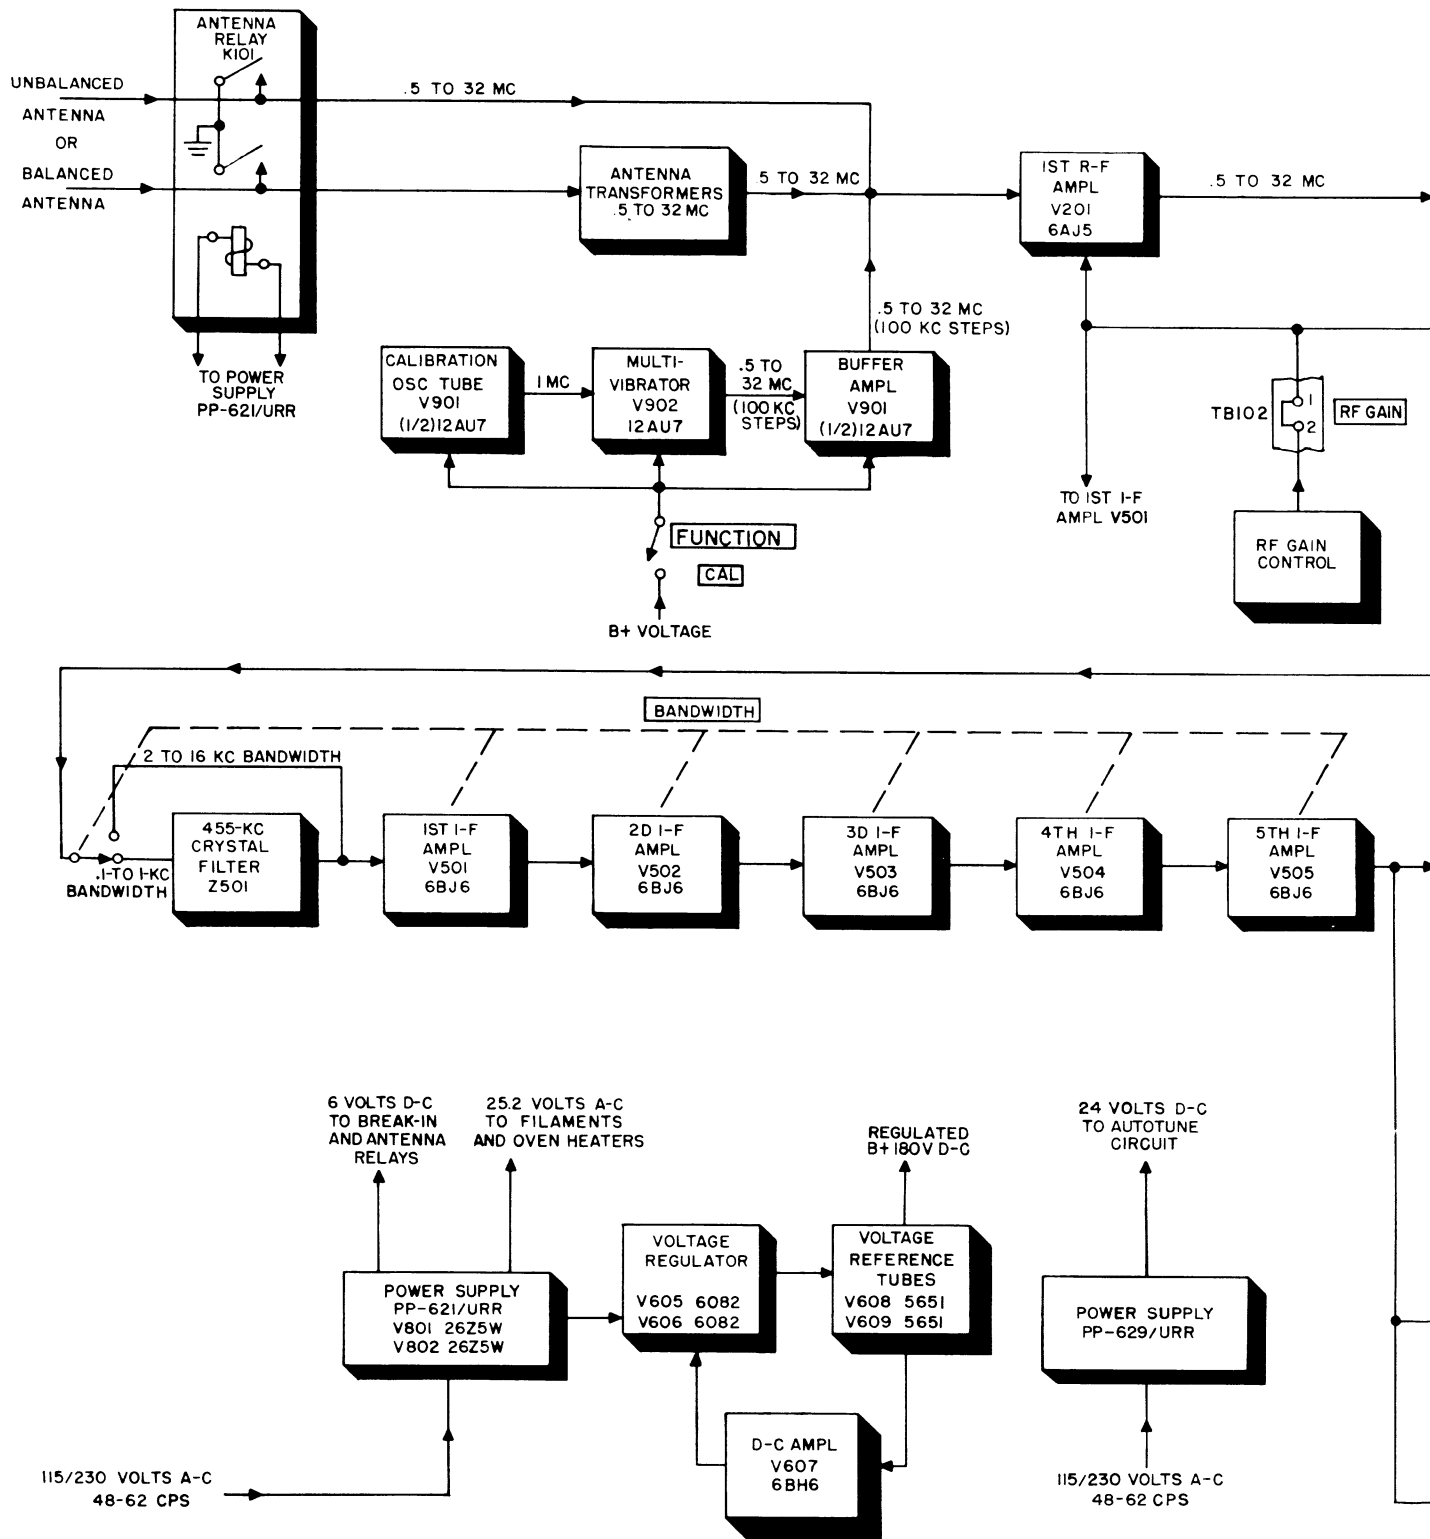 ANTENNA
RELAY
K101
UNBALANCED
ANTENNA
OR
BALANCED
ANTENNA
.5 TO 32 MC
ANTENNA
TRANSFORMERS
.5 TO 32 MC
.5 TO 32 MC
1ST R-F
AMPL
V201
6AJ5
.5 TO 32 MC
TO POWER
SUPPLY
PP-621/URR
CALIBRATION
OSC TUBE
V901
(1/2)12AU7
1 MC
MULTI-
VIBRATOR
V902
12AU7
.5 TO
32 MC
(100 KC
STEPS)
BUFFER
AMPL
V901
(1/2)12AU7
.5 TO 32 MC
(100 KC STEPS)
TB102
1
2
RF GAIN
TO 1ST I-F
AMPL V501
RF GAIN
CONTROL
FUNCTION
CAL
B+ VOLTAGE
BANDWIDTH
2 TO 16 KC BANDWIDTH
.1-TO 1-KC
BANDWIDTH
455-KC
CRYSTAL
FILTER
Z501
1ST I-F
AMPL
V501
6BJ6
2D I-F
AMPL
V502
6BJ6
3D I-F
AMPL
V503
6BJ6
4TH I-F
AMPL
V504
6BJ6
5TH I-F
AMPL
V505
6BJ6
6 VOLTS D-C
TO BREAK-IN
AND ANTENNA
RELAYS
25.2 VOLTS A-C
TO FILAMENTS
AND OVEN HEATERS
REGULATED
B+180V D-C
24 VOLTS D-C
TO AUTOTUNE
CIRCUIT
POWER SUPPLY
PP-621/URR
V801 26Z5W
V802 26Z5W
VOLTAGE
REGULATOR
V605 6082
V606 6082
VOLTAGE
REFERENCE
TUBES
V608 5651
V609 5651
POWER SUPPLY
PP-629/URR
D-C AMPL
V607
6BH6
115/230 VOLTS A-C
48-62 CPS
115/230 VOLTS A-C
48-62 CPS